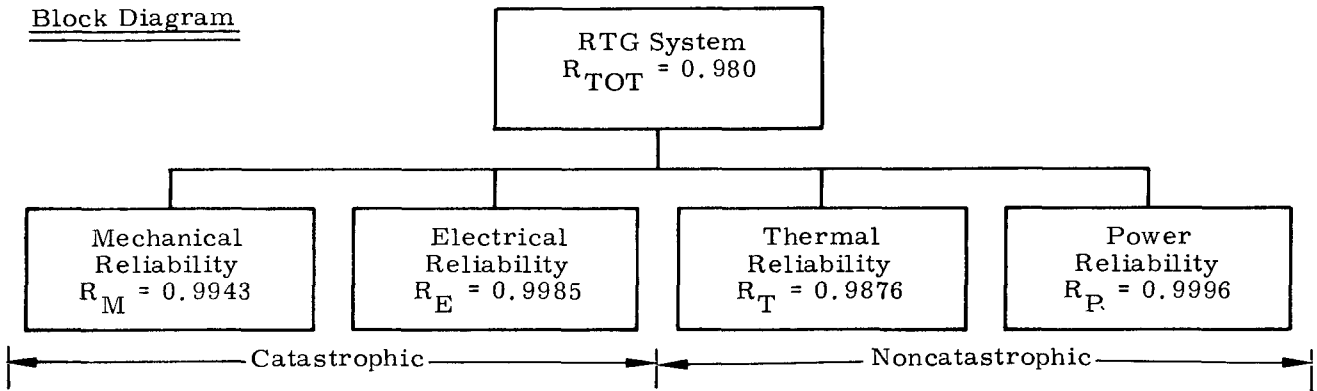 Block Diagram
RTG System
R_TOT = 0.980
Mechanical
Reliability
R_M = 0.9943
Electrical
Reliability
R_E = 0.9985
Thermal
Reliability
R_T = 0.9876
Power
Reliability
R_P = 0.9996
Catastrophic
Noncatastrophic